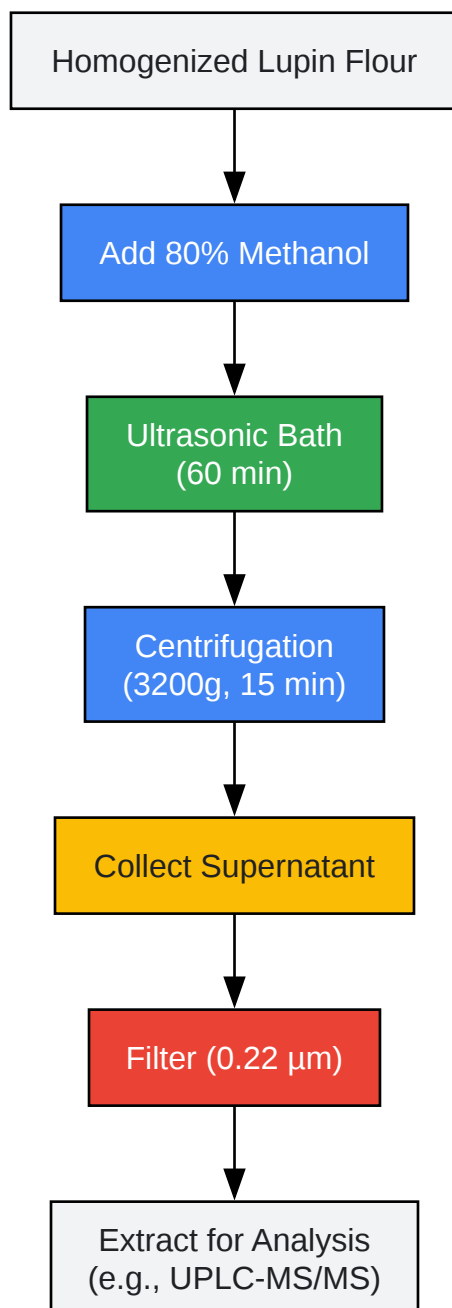 Homogenized Lupin Flour
Add 80% Methanol
Ultrasonic Bath
(60 min)
Centrifugation
(3200g, 15 min)
Collect Supernatant
Filter (0.22 µm)
Extract for Analysis
(e.g., UPLC-MS/MS)